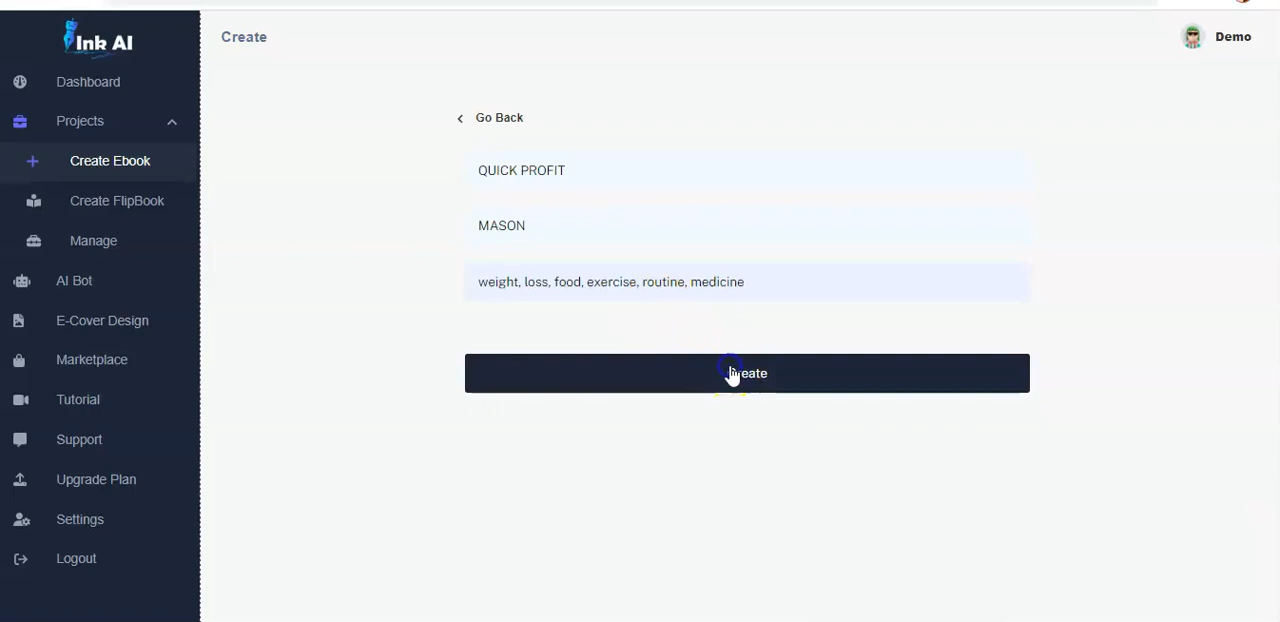 Ink AI
Create
Demo
Dashboard
Projects
Go Back
Create Ebook
QUICK PROFIT
Create FlipBook
MASON
Manage
AI Bot
weight, loss, food, exercise, routine, medicine
E-Cover Design
Marketplace
Create
Tutorial
Support
Upgrade Plan
Settings
Logout